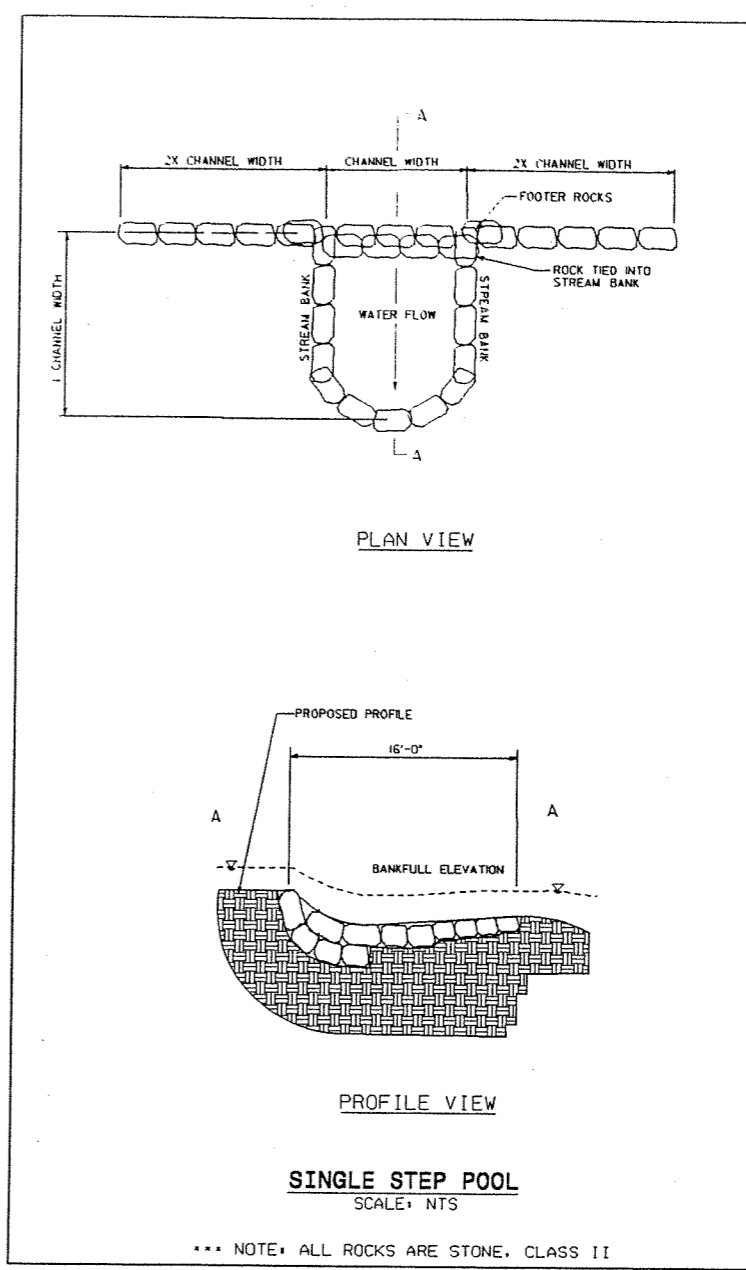 A
2X CHANNEL WIDTH
CHANNEL WIDTH
2X CHANNEL WIDTH
FOOTER ROCKS
ROCK TIED INTO
STREAM BANK
1 CHANNEL WIDTH
STREAM BANK
WATER FLOW
STREAM BANK
A
PLAN VIEW
PROPOSED PROFILE
16'-0"
A
A
BANKFULL ELEVATION
PROFILE VIEW
SINGLE STEP POOL
SCALE: NTS
*** NOTE: ALL ROCKS ARE STONE, CLASS II